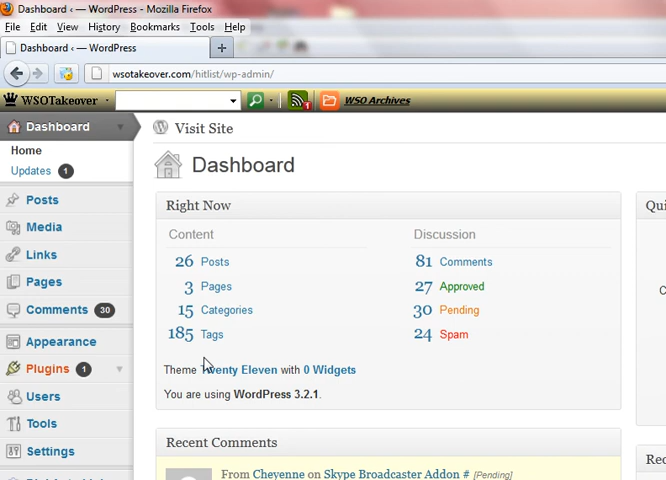 Dashboard ‹ — WordPress - Mozilla Firefox
File Edit View History Bookmarks Tools Help
Dashboard ‹ — WordPress
wsotakeover.com/hitlist/wp-admin/
WSOTakeover WSO Archives
Dashboard
Visit Site
Home
Dashboard
Updates 1
Posts
Right Now
Qui
Media
Content Discussion
Links
26 Posts 81 Comments
Pages
3 Pages 27 Approved
Comments 30
15 Categories 30 Pending
185 Tags 24 Spam
Appearance
Plugins 1
Theme Twenty Eleven with 0 Widgets
Users
You are using WordPress 3.2.1.
Tools
Settings
Recent Comments
From Cheyenne on Skype Broadcaster Addon # [Pending]
Rec